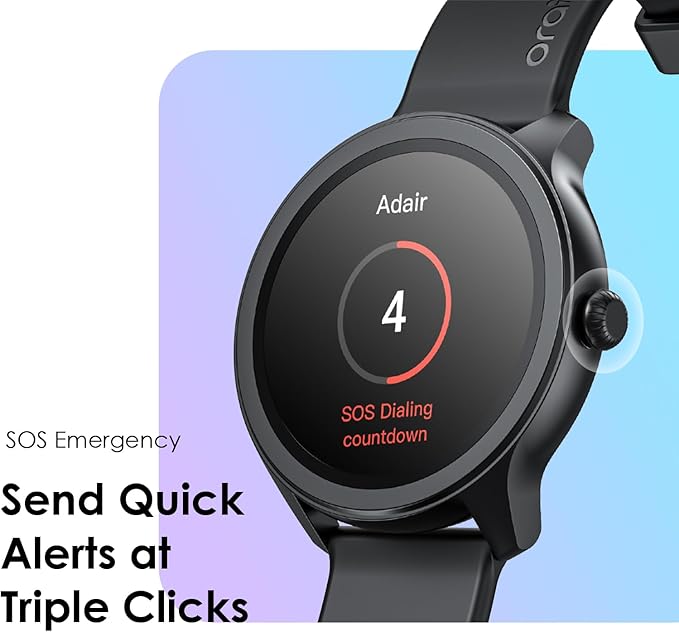 Adair
4
SOS Dialing
countdown
SOS Emergency
Send Quick
Alerts at
Triple Clicks